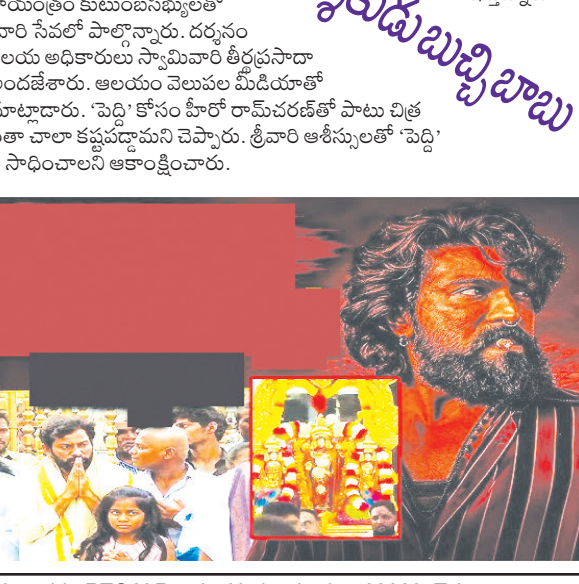 సాయంత్రం కుటుంబసభ్యులతో
వారి సేవలో పాల్గొన్నారు. దర్శనం
లయ అధికారులు స్వామివారి తీర్థప్రసాదా
అందజేశారు. ఆలయం వెలుపల మీడియాతో
మాట్లాడారు. ‘పెద్ది’ కోసం హీరో రామ్‌చరణ్‌తో పాటు చిత్ర
తా చాలా కష్టపడ్డామని చెప్పారు. శ్రీవారి ఆశీస్సులతో ‘పెద్ది’
సాధించాలని ఆకాంక్షించారు.
బుచ్చిబాబు